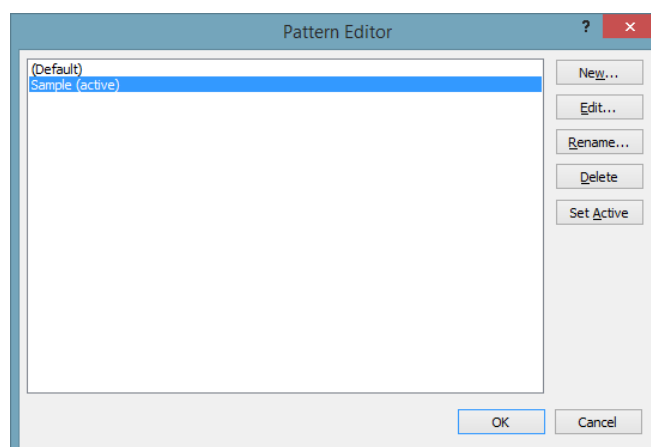 Pattern Editor
?
(Default)
Sample (active)
New...
Edit...
Rename...
Delete
Set Active
OK
Cancel